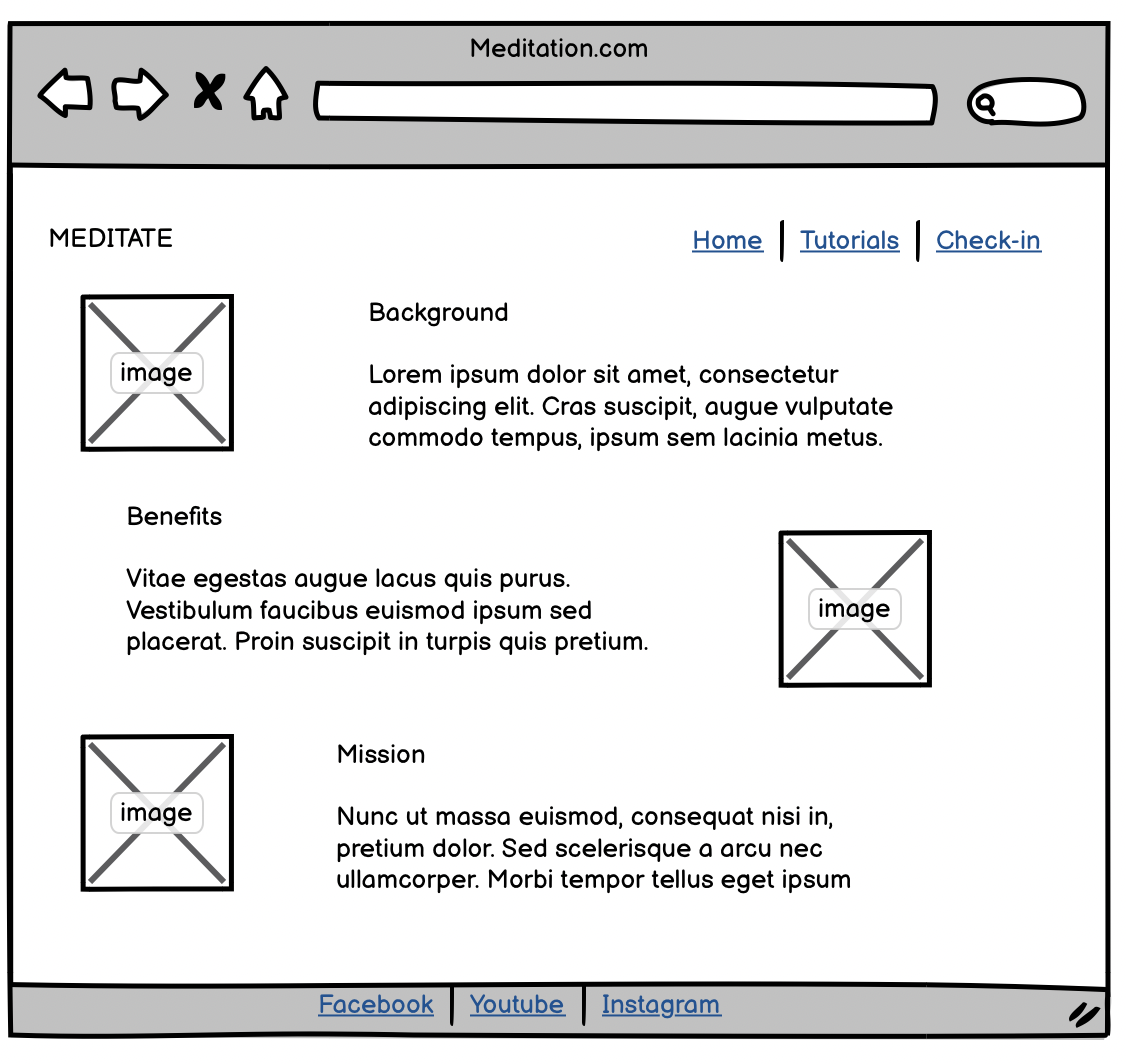 Meditation.com
MEDITATE
Home
Tutorials
Check-in
image
Background
Lorem ipsum dolor sit amet, consectetur
adipiscing elit. Cras suscipit, augue vulputate
commodo tempus, ipsum sem lacinia metus.
Benefits
Vitae egestas augue lacus quis purus.
Vestibulum faucibus euismod ipsum sed
placerat. Proin suscipit in turpis quis pretium.
image
image
Mission
Nunc ut massa euismod, consequat nisi in,
pretium dolor. Sed scelerisque a arcu nec
ullamcorper. Morbi tempor tellus eget ipsum
Facebook
Youtube
Instagram